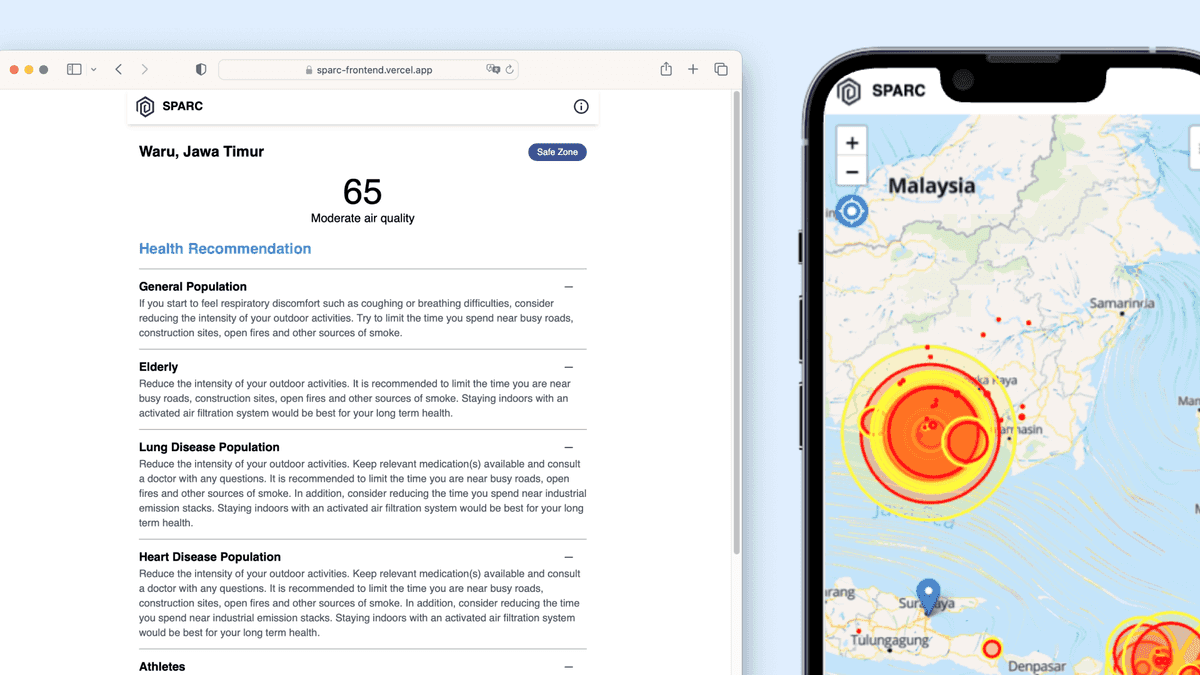 sparc-frontend.vercel.app
SPARC
Waru, Jawa Timur
Safe Zone
65
Moderate air quality
Health Recommendation
General Population
If you start to feel respiratory discomfort such as coughing or breathing difficulties, consider
reducing the intensity of your outdoor activities. Try to limit the time you spend near busy roads,
construction sites, open fires and other sources of smoke.
Elderly
Reduce the intensity of your outdoor activities. It is recommended to limit the time you are near
busy roads, construction sites, open fires and other sources of smoke. Staying indoors with an
activated air filtration system would be best for your long term health.
Lung Disease Population
Reduce the intensity of your outdoor activities. Keep relevant medication(s) available and consult
a doctor with any questions. It is recommended to limit the time you are near busy roads, open
fires and other sources of smoke. In addition, consider reducing the time you spend near industrial
emission stacks. Staying indoors with an activated air filtration system would be best for your long
term health.
Heart Disease Population
Reduce the intensity of your outdoor activities. Keep relevant medication(s) available and consult
a doctor with any questions. It is recommended to limit the time you are near busy roads,
construction sites, open fires and other sources of smoke. In addition, consider reducing the time
you spend near industrial emission stacks. Staying indoors with an activated air filtration system
would be best for your long term health.
Athletes
SPARC
+
−
Malaysia
Samarinda
ka Raya
Mam
Jawa Sea
arang
Surabaya
Tulungagung
Denpasar